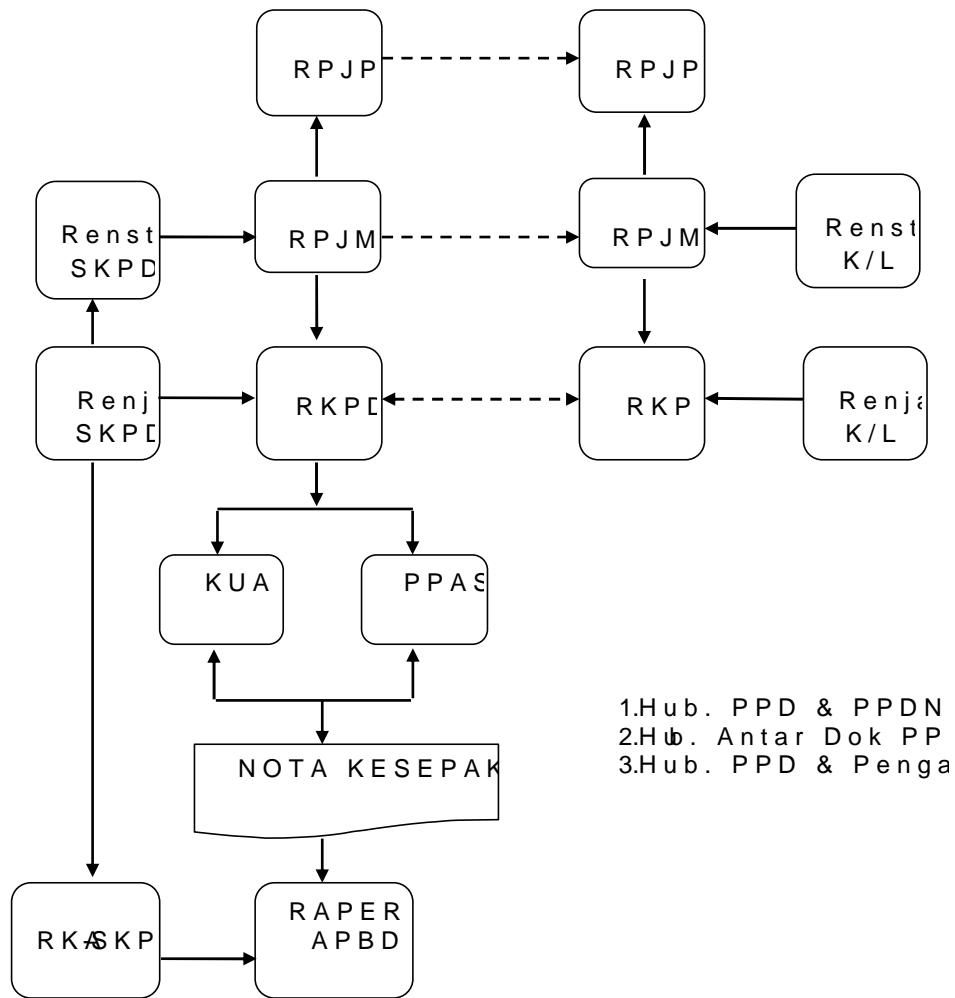 RPJP
RPJP
Renst
SKPD
RPJM
RPJM
Renst
K/L
Renj
SKPD
RKPD
RKP
Renja
K/L
KUA
PPAS
1.Hub. PPD & PPDN
2.Hub. Antar Dok PP
3.Hub. PPD & Penga
NOTA KESEPAK
RAPER
APBD
RKA-SKP